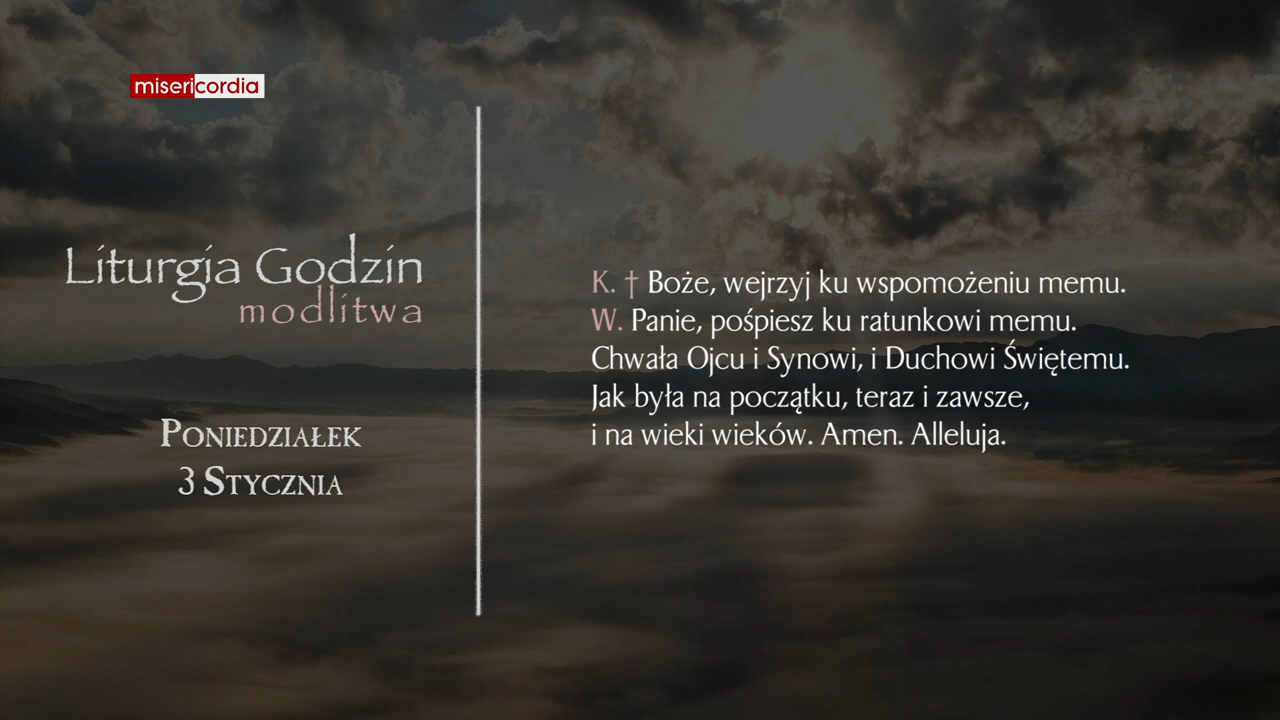 misericordia
Liturgia Godzin
modlitwa
Poniedziałek
3 Stycznia
K. † Boże, wejrzyj ku wspomożeniu memu.
W. Panie, pośpiesz ku ratunkowi memu.
Chwała Ojcu i Synowi, i Duchowi Świętemu.
Jak była na początku, teraz i zawsze,
i na wieki wieków. Amen. Alleluja.